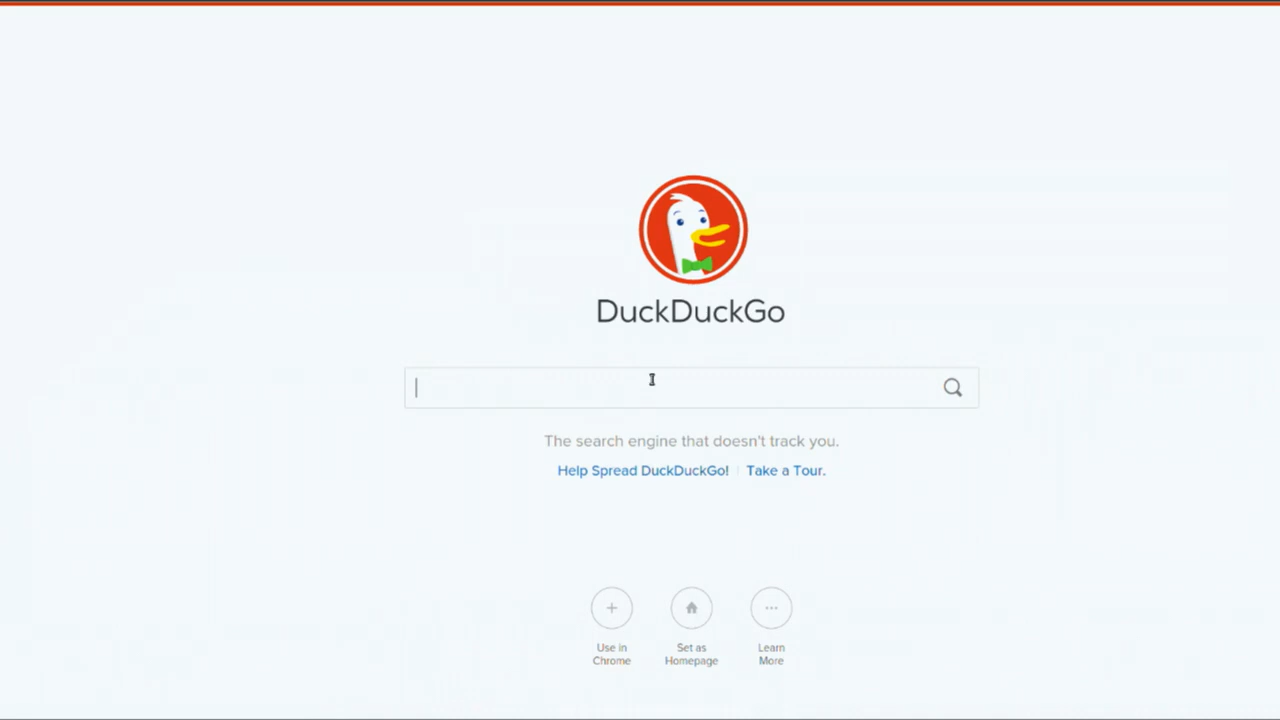 DuckDuckGo
The search engine that doesn't track you.
Help Spread DuckDuckGo! Take a Tour.
Use in
Chrome
Set as
Homepage
Learn
More